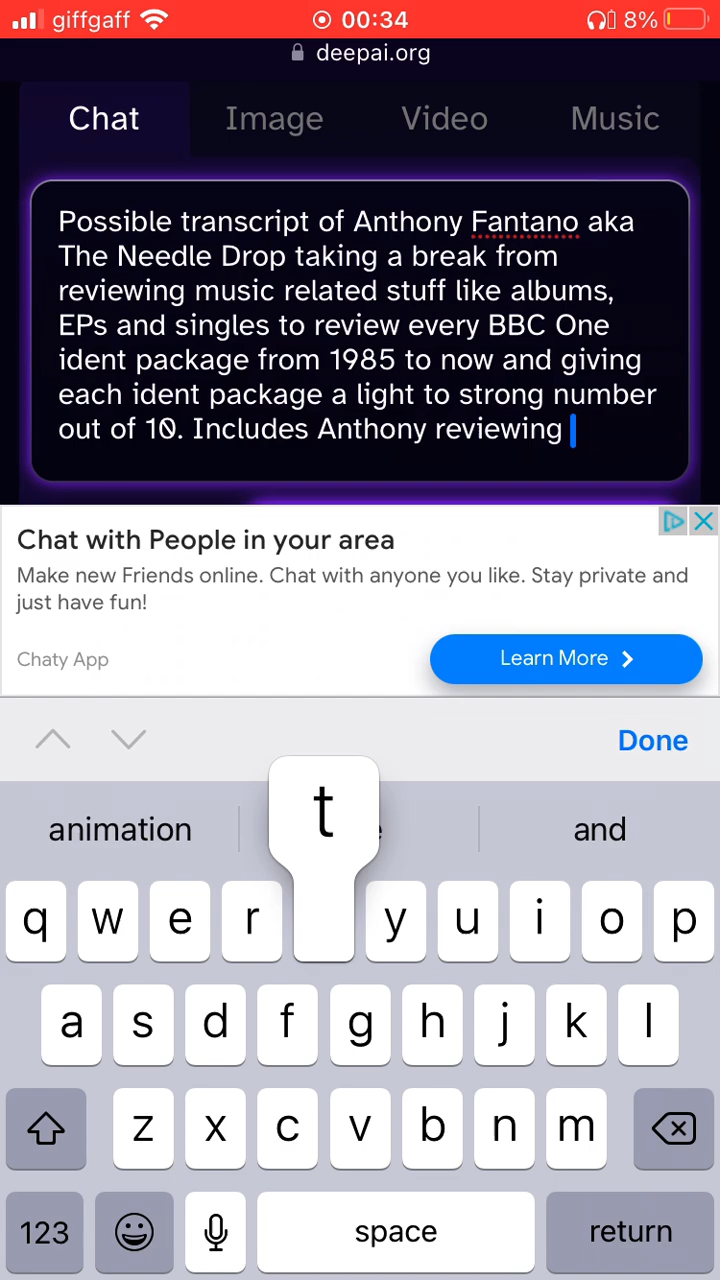 giffgaff 00:34 8%
deepai.org
Chat Image Video Music
Possible transcript of Anthony Fantano aka
The Needle Drop taking a break from
reviewing music related stuff like albums,
EPs and singles to review every BBC One
ident package from 1985 to now and giving
each ident package a light to strong number
out of 10. Includes Anthony reviewing
Chat with People in your area
Make new Friends online. Chat with anyone you like. Stay private and
just have fun!
Chaty App Learn More
Done
animation and
t
q w e r y u i o p
a s d f g h j k l
z x c v b n m
123 space return